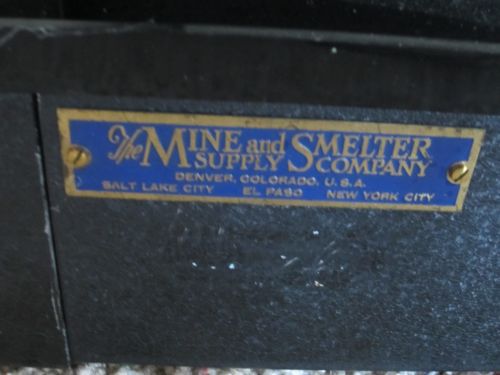 The MINE and SMELTER
SUPPLY COMPANY
DENVER, COLORADO, U.S.A.
SALT LAKE CITY EL PASO NEW YORK CITY